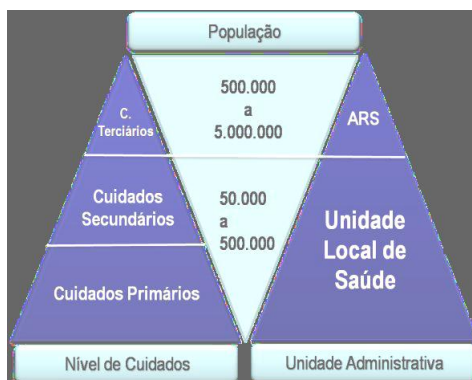 População
C.
Terciários
500.000
a
5.000.000
ARS
Cuidados
Secundários
50.000
a
500.000
Unidade
Local de
Saúde
Cuidados Primários
Nível de Cuidados
Unidade Administrativa